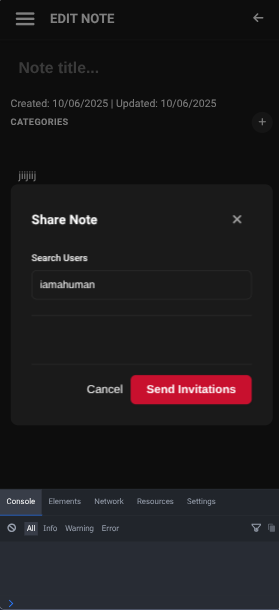 EDIT NOTE
Note title...
Created: 10/06/2025 | Updated: 10/06/2025
CATEGORIES
jijijij
Share Note
Search Users
iamahuman
Cancel Send Invitations
Console Elements Network Resources Settings
All Info Warning Error